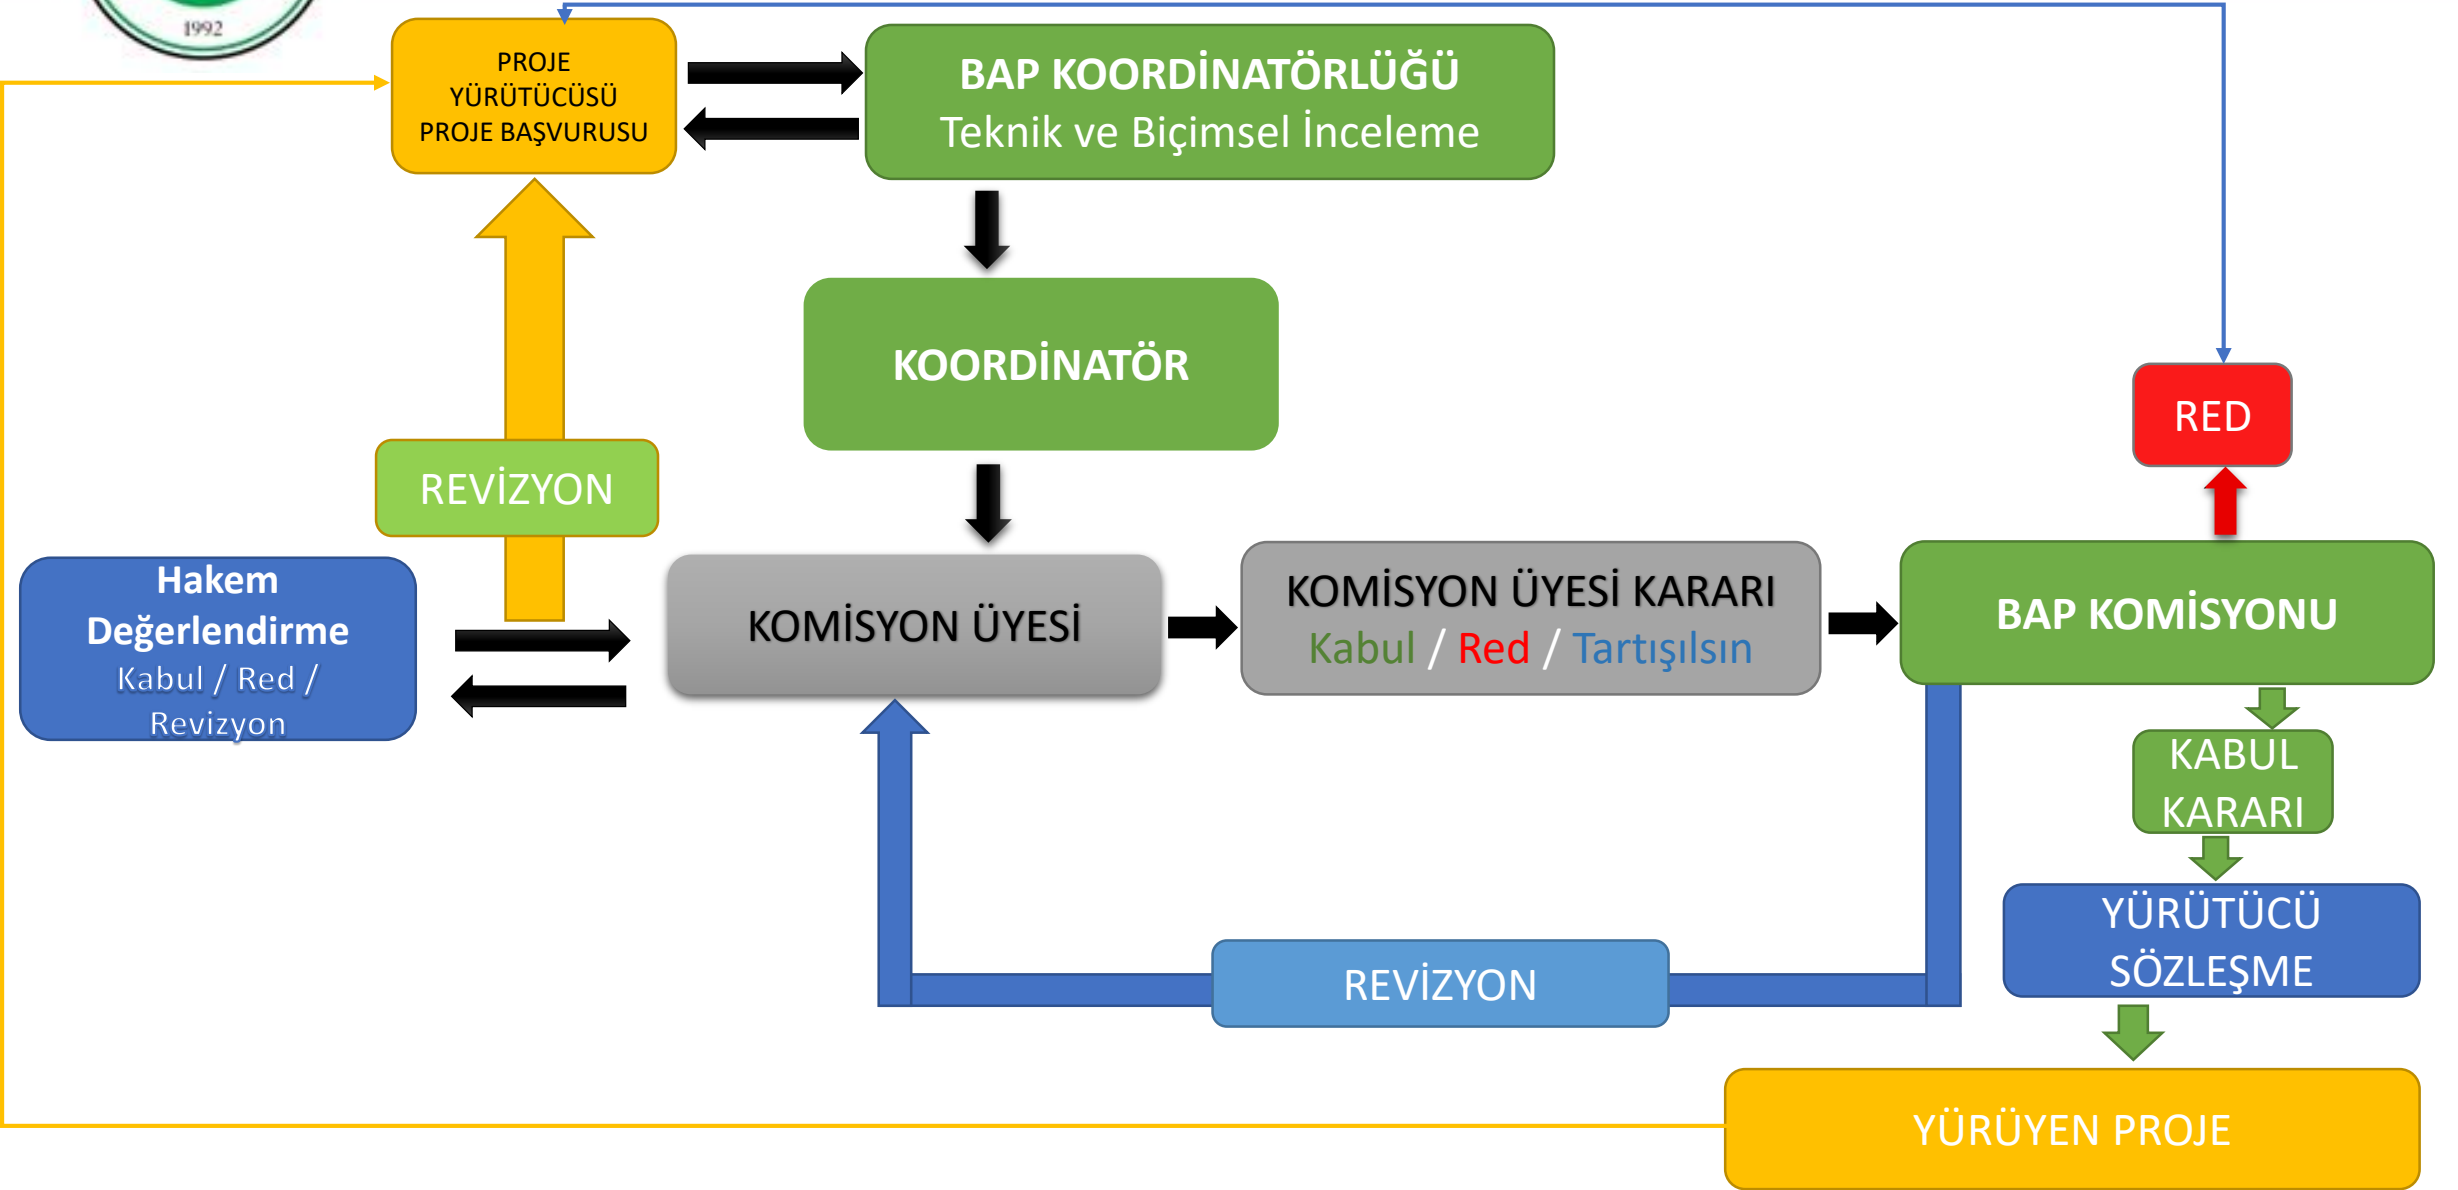 1992
PROJE
YÜRÜTÜCÜSÜ
PROJE BAŞVURUSU
BAP KOORDİNATÖRLÜĞÜ
Teknik ve Biçimsel İnceleme
KOORDİNATÖR
RED
REVİZYON
Hakem
Değerlendirme
Kabul / Red /
Revizyon
KOMİSYON ÜYESİ
KOMİSYON ÜYESİ KARARI
Kabul / Red / Tartışılsın
BAP KOMİSYONU
KABUL
KARARI
YÜRÜTÜCÜ
SÖZLEŞME
REVİZYON
YÜRÜYEN PROJE